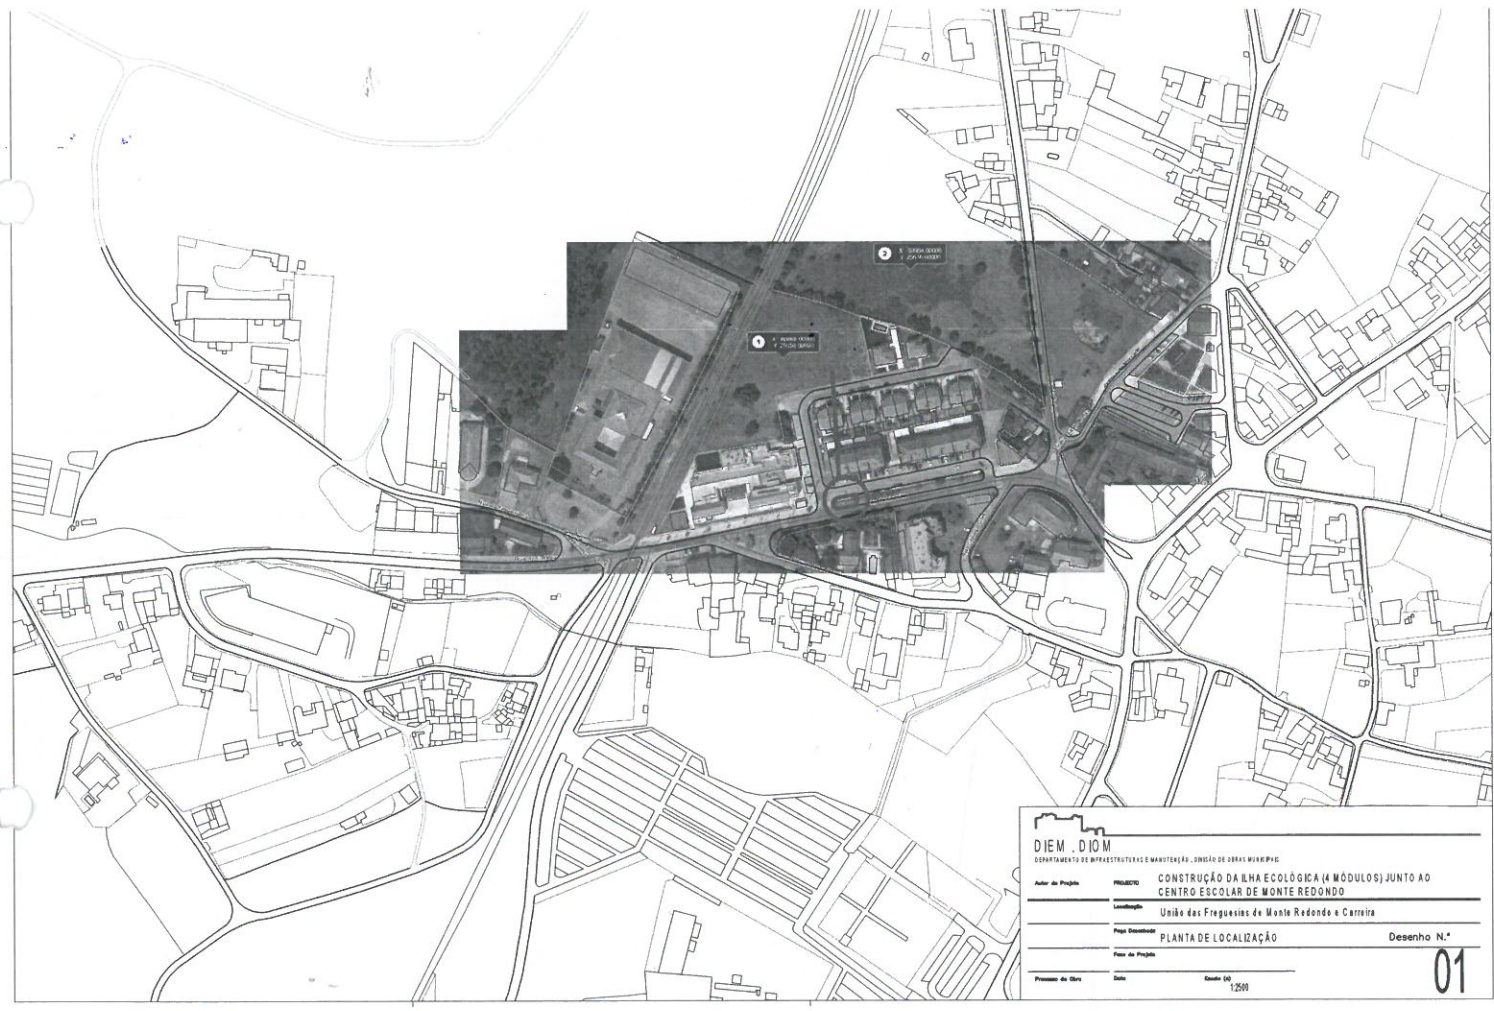 2
1
DIEM . DIOM
DEPARTAMENTO DE INFRAESTRUTURAS E MANUTENÇÃO , DIVISÃO DE OBRAS MUNICIPAIS
Autor do Projeto
PROJECTO
CONSTRUÇÃO DA ILHA ECOLÓGICA (4 MÓDULOS) JUNTO AO
CENTRO ESCOLAR DE MONTE REDONDO
Localização
União das Freguesias de Monte Redondo e Carreira
Peça Desenhada
PLANTA DE LOCALIZAÇÃO
Desenho N.º
01
Fase do Projeto
Processo de Obra
Data
Escala (s)
1:2500